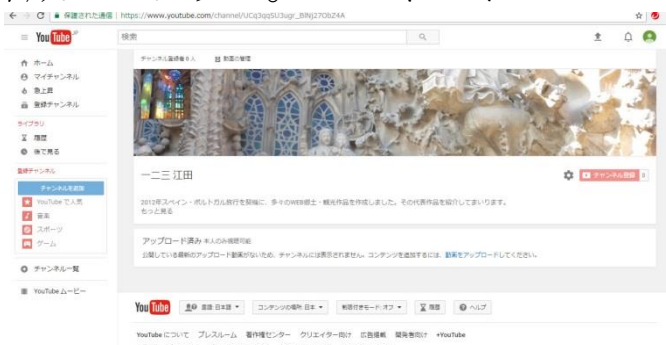 保護された通信 | https://www.youtube.com/channel/UCq3qqSU3ugr_BlNjz7ObZ4A
YouTube JP
検索
ホーム
マイチャンネル
急上昇
登録チャンネル
ライブラリ
履歴
後で見る
登録チャンネル
チャンネルを追加
YouTube で人気
音楽
スポーツ
ゲーム
チャンネル一覧
YouTube ムービー
チャンネル登録者 0 人 動画の管理
一二三 江田
チャンネル登録 0
2012年スペイン・ポルトガル旅行を契機に、多くのWEB郷土・観光作品を作成しました。その代表作品を紹介してまいります。
もっと見る
アップロード済み 本人のみ視聴可能
公開している最新のアップロード動画がないため、チャンネルには表示されません。コンテンツを追加するには、動画をアップロードしてください。
YouTube 言語: 日本語 コンテンツの場所: 日本 制限付きモード: オフ 履歴 ヘルプ
YouTube について プレスルーム 著作権センター クリエイター向け 広告掲載 開発者向け +YouTube